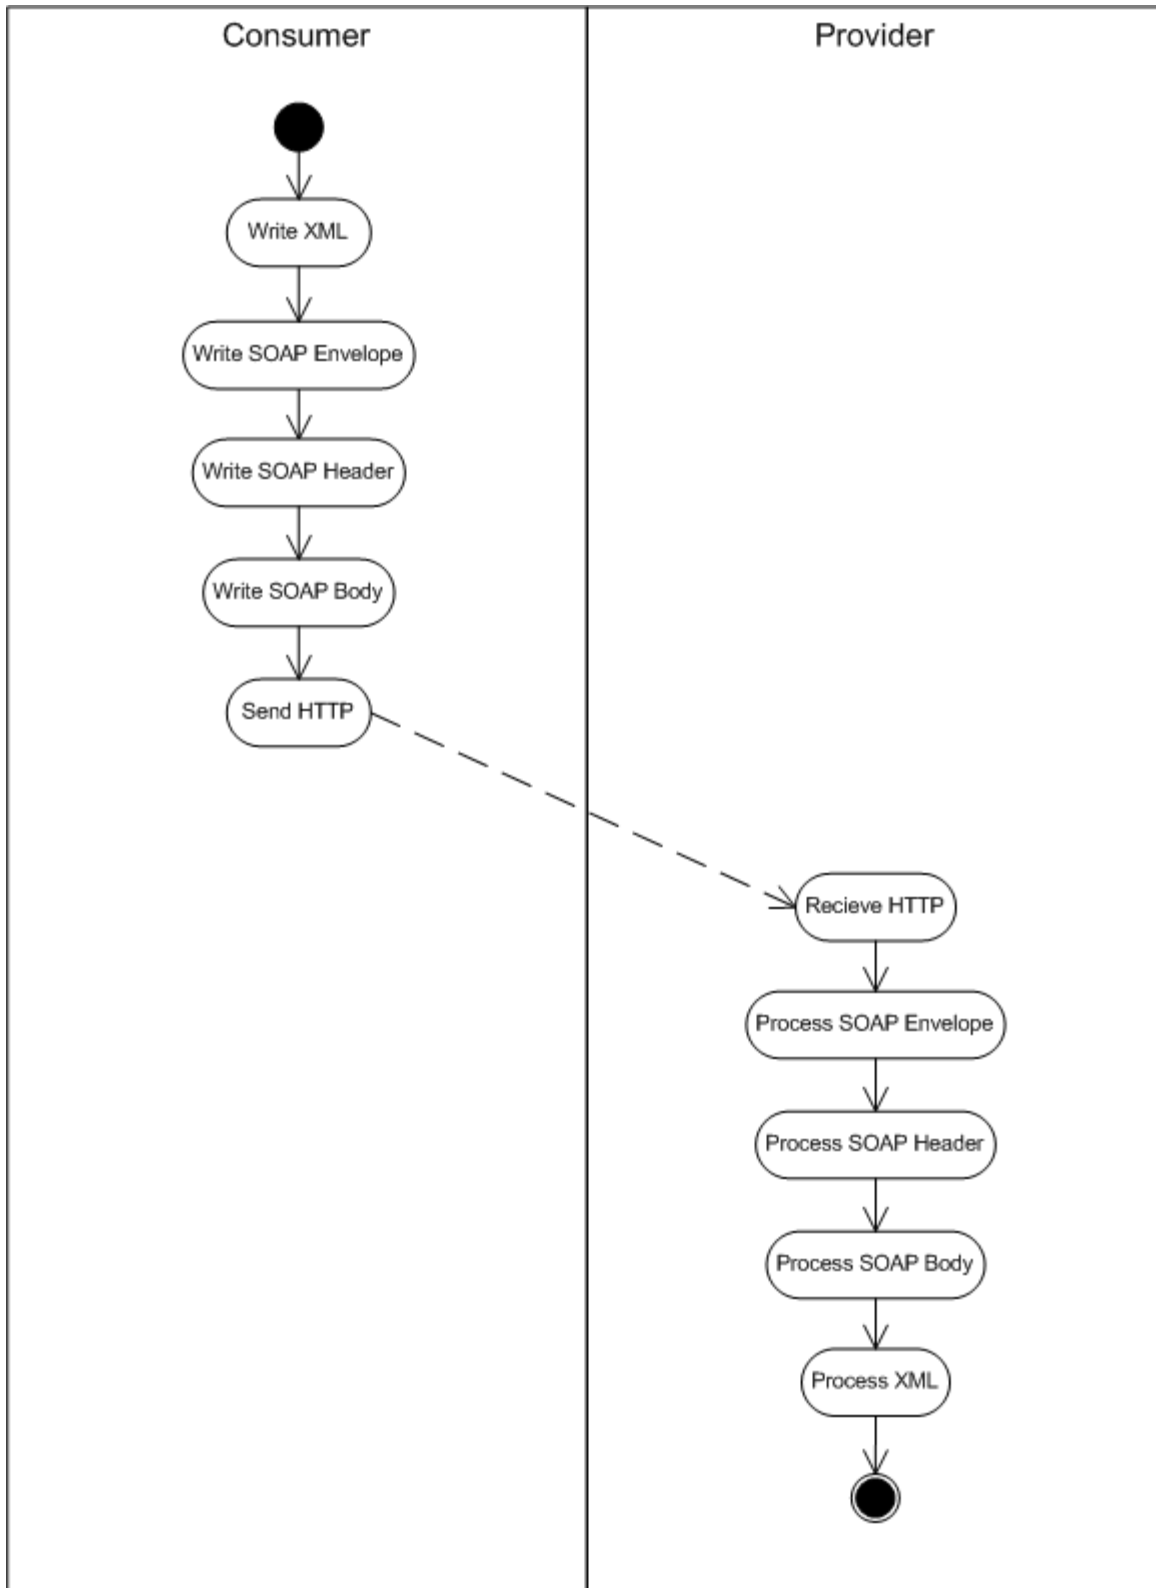 Consumer
Provider
Write XML
Write SOAP Envelope
Write SOAP Header
Write SOAP Body
Send HTTP
Recieve HTTP
Process SOAP Envelope
Process SOAP Header
Process SOAP Body
Process XML